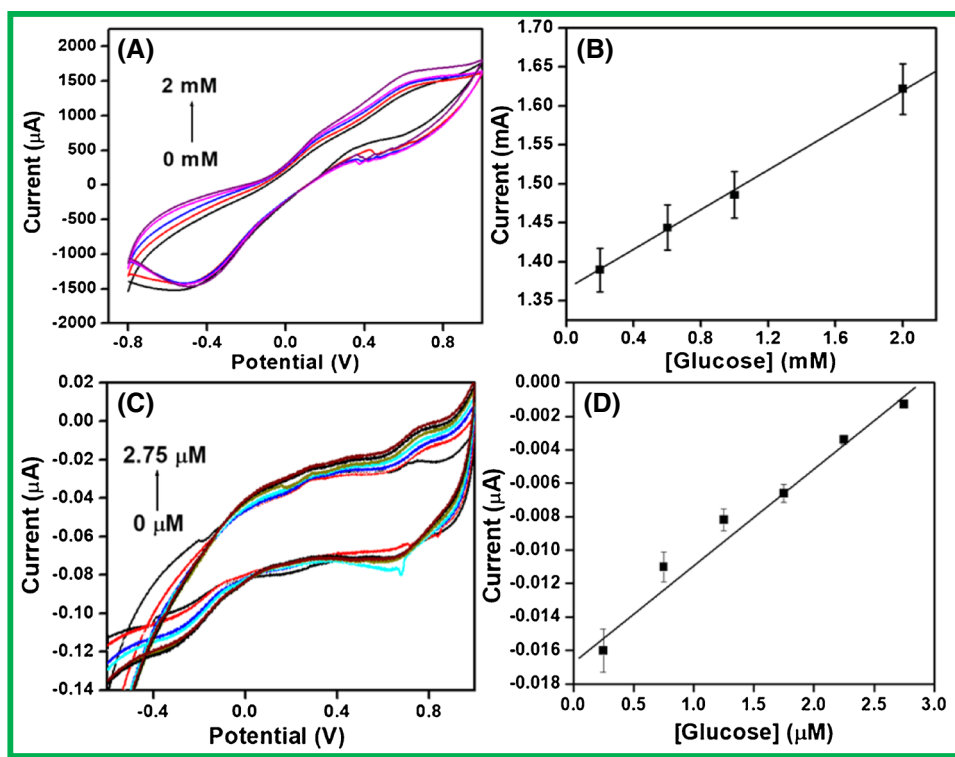 (A)
2 mM
0 mM
Current (μA)
2000
1500
1000
500
0
-500
-1000
-1500
-2000
-0.8 -0.4 0.0 0.4 0.8
Potential (V)
(B)
Current (mA)
1.70
1.65
1.60
1.55
1.50
1.45
1.40
1.35
0.0 0.4 0.8 1.2 1.6 2.0
[Glucose] (mM)
(C)
2.75 μM
0 μM
Current (μA)
0.02
0.00
-0.02
-0.04
-0.06
-0.08
-0.10
-0.12
-0.14
-0.4 0.0 0.4 0.8
Potential (V)
(D)
Current (μA)
0.000
-0.002
-0.004
-0.006
-0.008
-0.010
-0.012
-0.014
-0.016
-0.018
0.0 0.5 1.0 1.5 2.0 2.5 3.0
[Glucose] (μM)